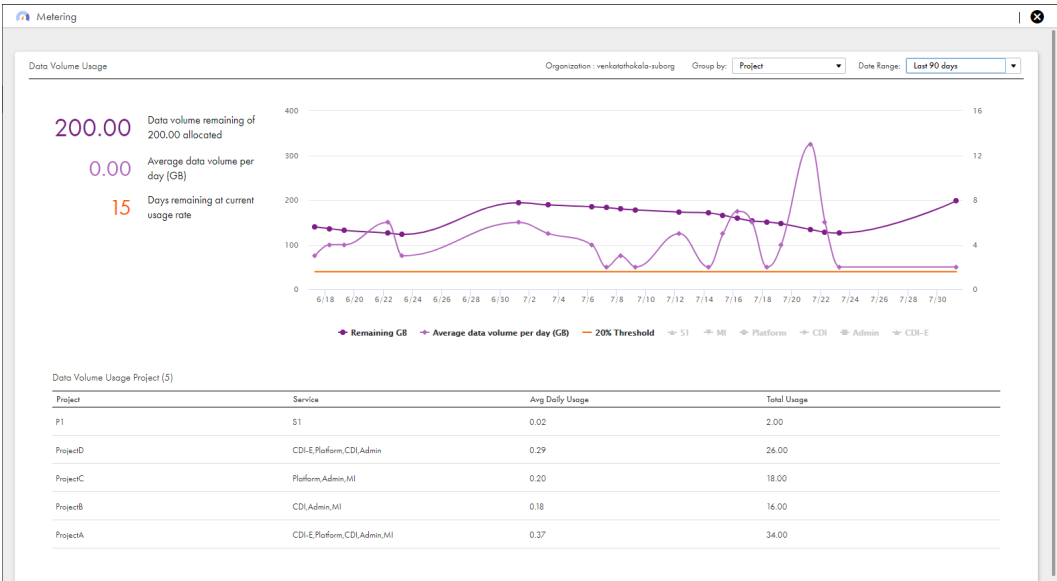 Metering
Data Volume Usage
Organization : venkatathokala-suborg
Group by:
Project
Date Range:
Last 90 days
200.00
Data volume remaining of
200.00 allocated
0.00
Average data volume per
day (GB)
15
Days remaining at current
usage rate
400
300
200
100
0
16
12
8
4
0
6/18 6/20 6/22 6/24 6/26 6/28 6/30 7/2 7/4 7/6 7/8 7/10 7/12 7/14 7/16 7/18 7/20 7/22 7/24 7/26 7/28 7/30
Remaining GB Average data volume per day (GB) 20% Threshold S1 MI Platform CDI Admin CDI-E
Data Volume Usage Project (5)
Project Service Avg Daily Usage Total Usage
P1 S1 0.02 2.00
ProjectD CDI-E,Platform,CDI,Admin 0.29 26.00
ProjectC Platform,Admin,MI 0.20 18.00
ProjectB CDI,Admin,MI 0.18 16.00
ProjectA CDI-E,Platform,CDI,Admin,MI 0.37 34.00